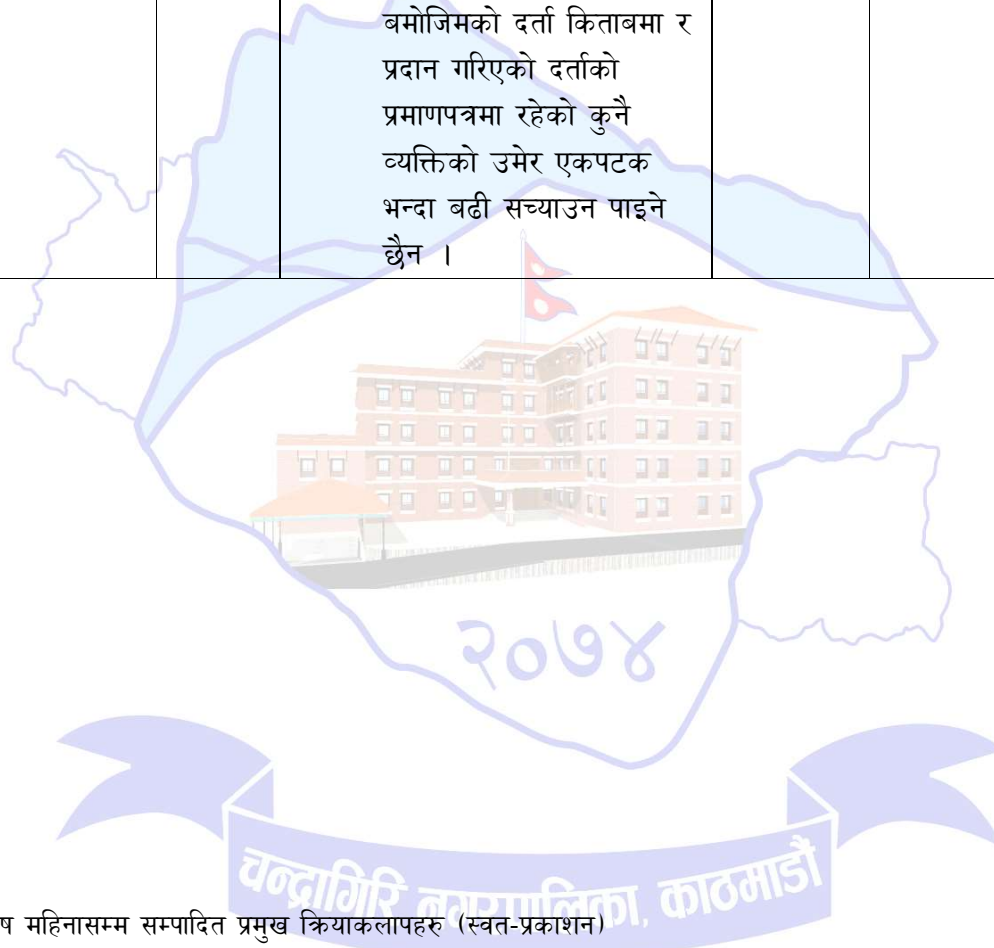 बमोजिमको दर्ता किताबमा र
प्रदान गरिएको दर्ताको
प्रमाणपत्रमा रहेको कुनै
व्यक्तिको उमेर एकपटक
भन्दा बढी सच्याउन पाइने
छैन ।
२०७४
चन्द्रागिरि नगरपालिका, काठमाडौं
ष महिनासम्म सम्पादित प्रमुख क्रियाकलापहरु (स्वत-प्रकाशन)